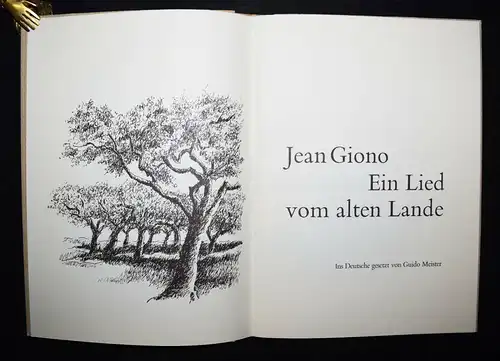 Jean Giono
Ein Lied
vom alten Lande
Ins Deutsche gesetzt von Guido Meister